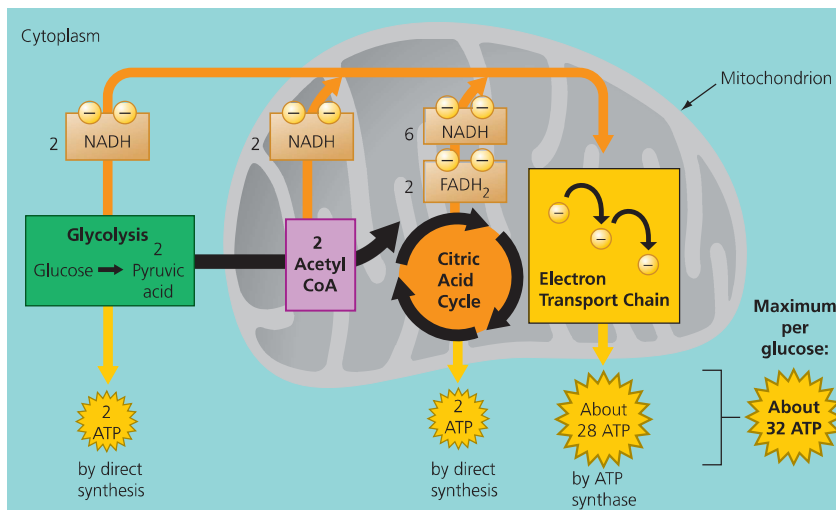 Cytoplasm
Mitochondrion
2 NADH
2 NADH
6 NADH
2 FADH₂
Glycolysis
Glucose → 2 Pyruvic
acid
2
Acetyl
CoA
Citric
Acid
Cycle
Electron
Transport Chain
Maximum
per
glucose:
2
ATP
by direct
synthesis
2
ATP
by direct
synthesis
About
28 ATP
by ATP
synthase
About
32 ATP